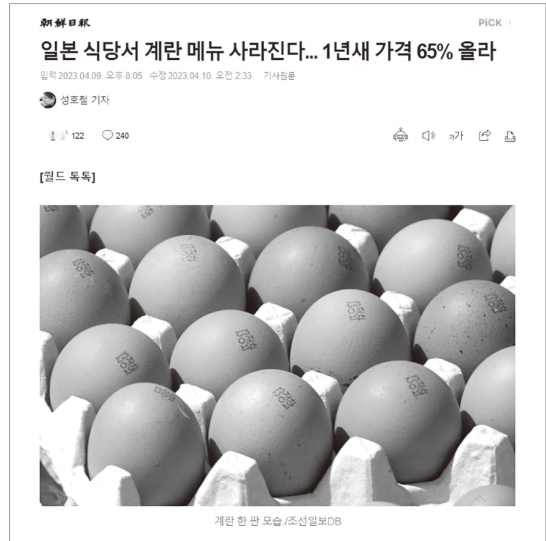 朝鮮日報
PiCK
일본 식당서 계란 메뉴 사라진다... 1년새 가격 65% 올라
입력 2023.04.09. 오후 8:05 수정 2023.04.10. 오전 2:33 기사원문
성호철 기자
122 240
가가
[월드 톡톡]
계란 한 판 모습./조선일보DB